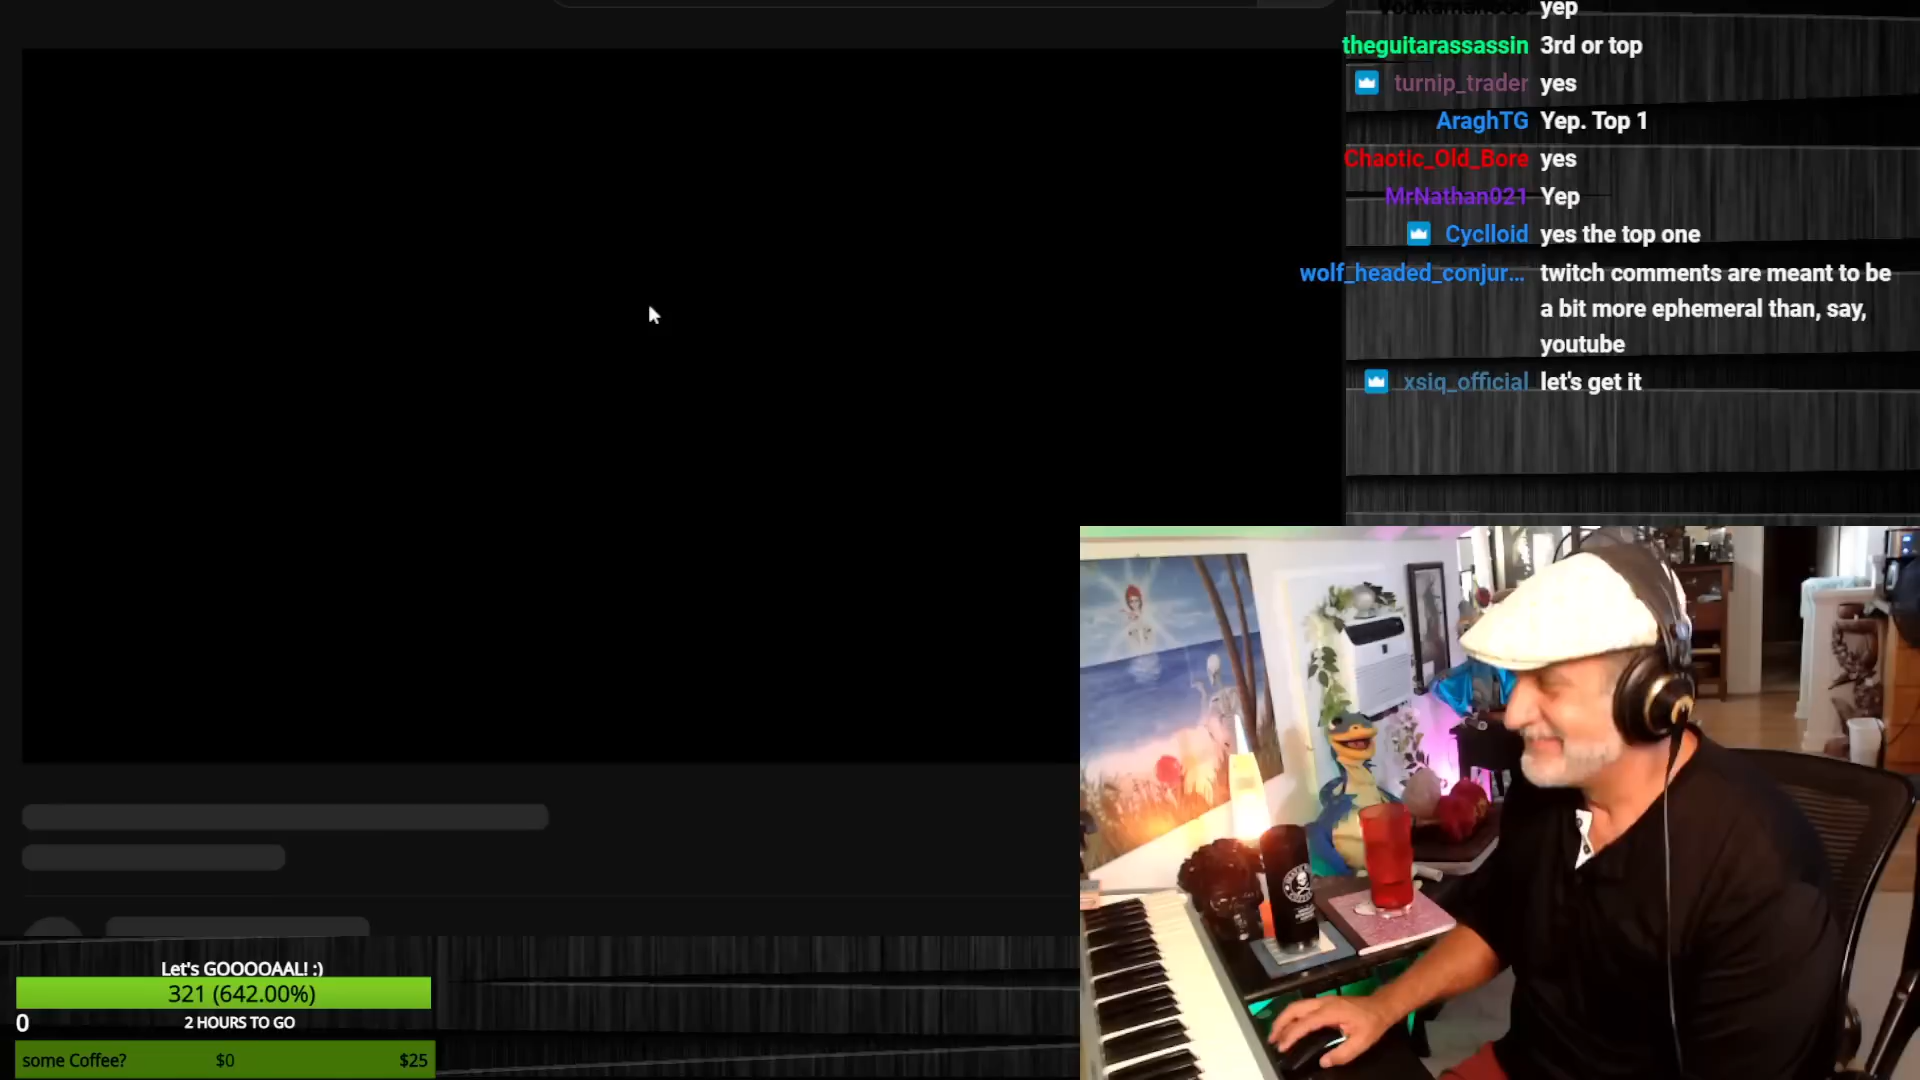 yep
theguitarassassin 3rd or top
turnip_trader yes
AraghTG Yep. Top 1
Chaotic_Old_Bore yes
MrNathan021 Yep
Cyclloid yes the top one
wolf_headed_conjur... twitch comments are meant to be
a bit more ephemeral than, say,
youtube
xsiq_official let's get it
Let's GOOOOAAL! :)
321 (642.00%)
0 2 HOURS TO GO
some Coffee? $0 $25